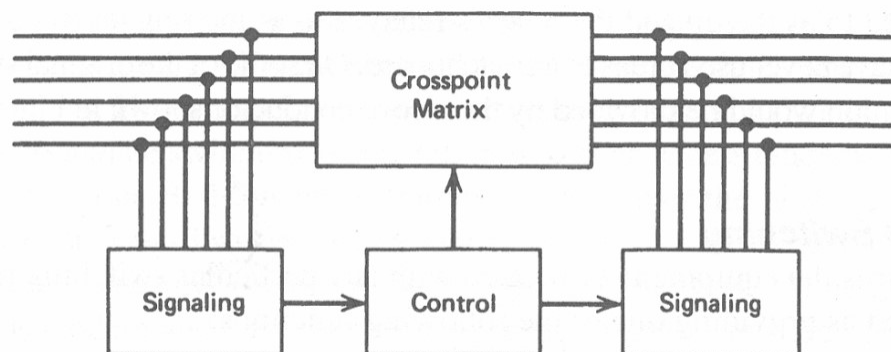 Crosspoint
Matrix
Signaling
Control
Signaling